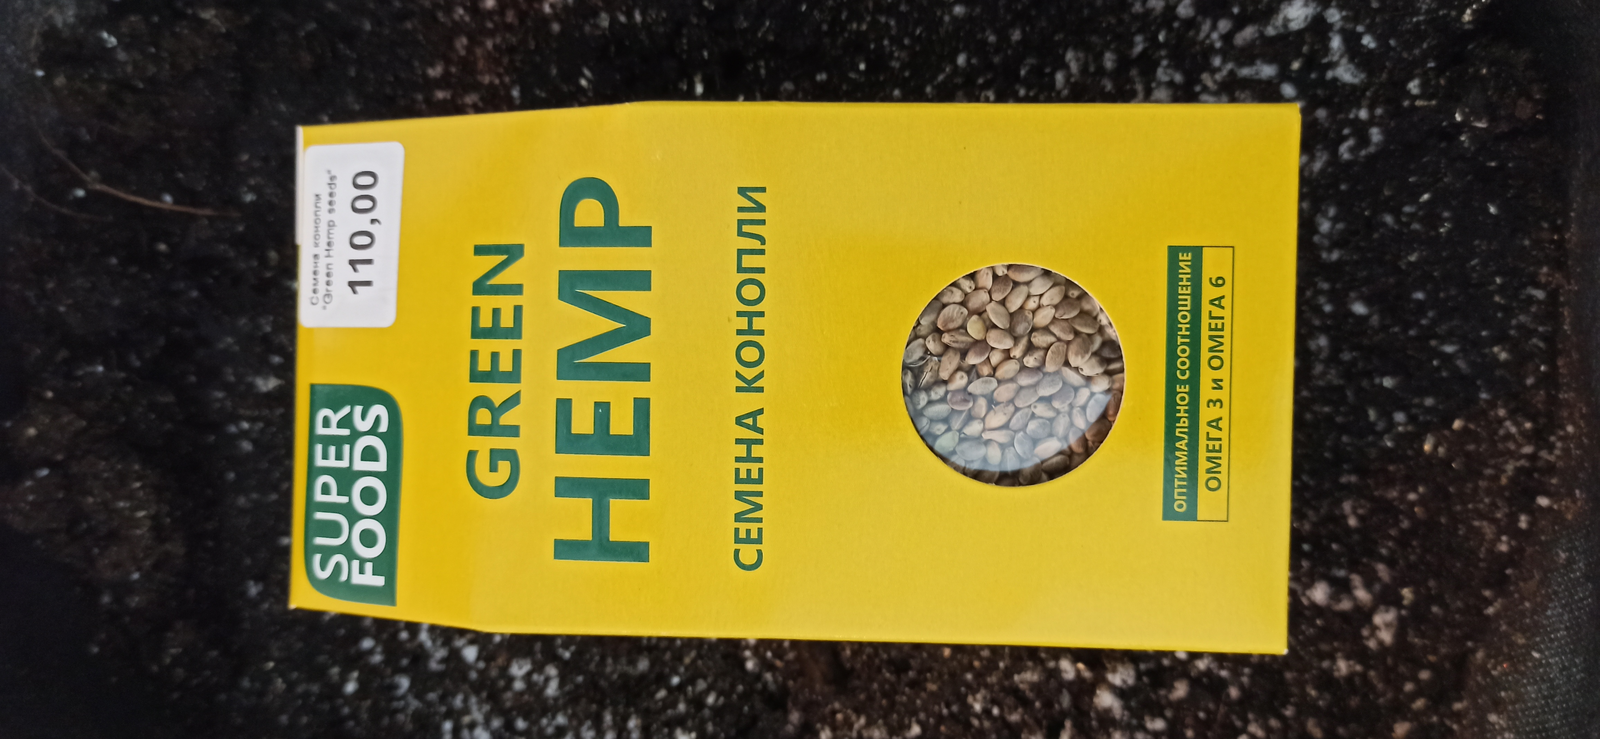 SUPER
FOODS
Семена конопли
"Green Hemp seeds"
110,00
GREEN
HEMP
СЕМЕНА КОНОПЛИ
ОПТИМАЛЬНОЕ СООТНОШЕНИЕ
ОМЕГА 3 и ОМЕГА 6